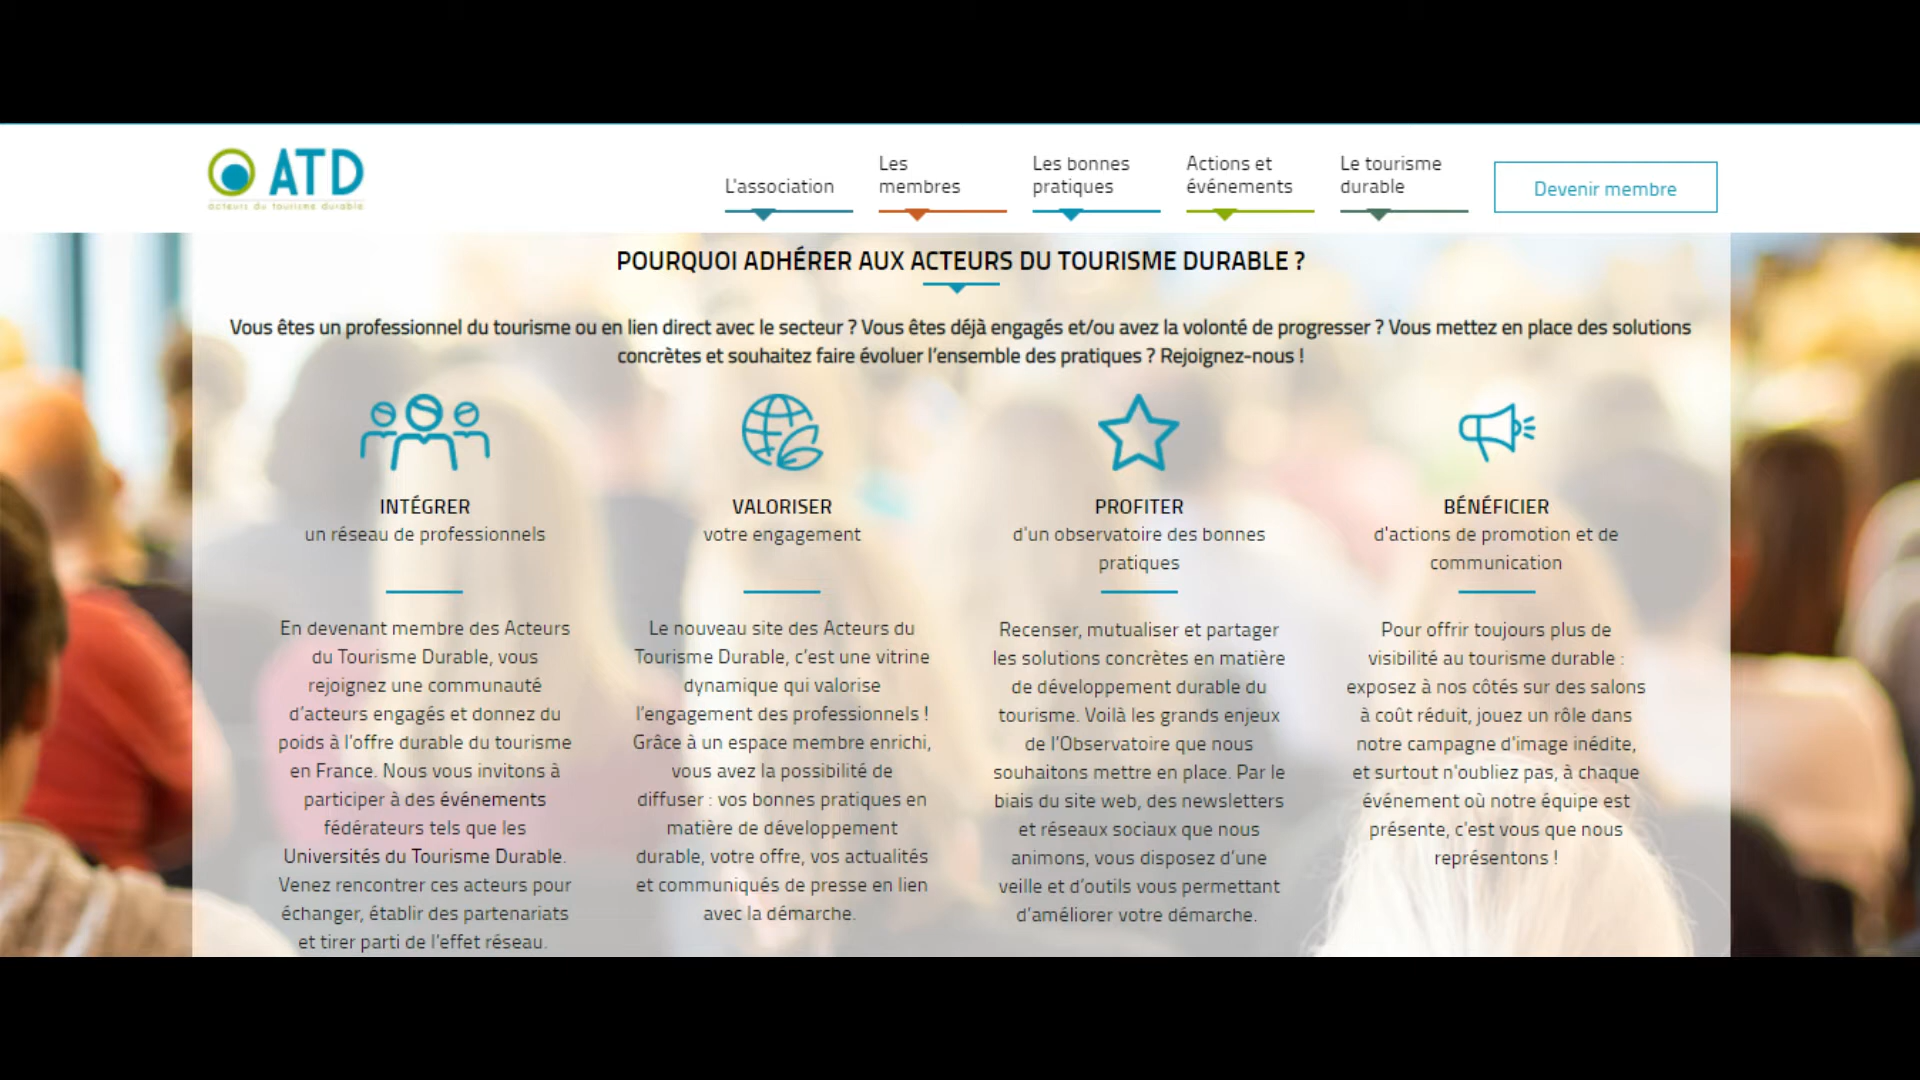 ATD
acteurs du tourisme durable
L'association
Les
membres
Les bonnes
pratiques
Actions et
événements
Le tourisme
durable
Devenir membre
POURQUOI ADHÉRER AUX ACTEURS DU TOURISME DURABLE ?
Vous êtes un professionnel du tourisme ou en lien direct avec le secteur ? Vous êtes déjà engagés et/ou avez la volonté de progresser ? Vous mettez en place des solutions
concrètes et souhaitez faire évoluer l’ensemble des pratiques ? Rejoignez-nous !
INTÉGRER
un réseau de professionnels
En devenant membre des Acteurs
du Tourisme Durable, vous
rejoignez une communauté
d’acteurs engagés et donnez du
poids à l’offre durable du tourisme
en France. Nous vous invitons à
participer à des événements
fédérateurs tels que les
Universités du Tourisme Durable.
Venez rencontrer ces acteurs pour
échanger, établir des partenariats
et tirer parti de l’effet réseau.
VALORISER
votre engagement
Le nouveau site des Acteurs du
Tourisme Durable, c’est une vitrine
dynamique qui valorise
l’engagement des professionnels !
Grâce à un espace membre enrichi,
vous avez la possibilité de
diffuser : vos bonnes pratiques en
matière de développement
durable, votre offre, vos actualités
et communiqués de presse en lien
avec la démarche.
PROFITER
d'un observatoire des bonnes
pratiques
Recenser, mutualiser et partager
les solutions concrètes en matière
de développement durable du
tourisme. Voilà les grands enjeux
de l’Observatoire que nous
souhaitons mettre en place. Par le
biais du site web, des newsletters
et réseaux sociaux que nous
animons, vous disposez d’une
veille et d’outils vous permettant
d’améliorer votre démarche.
BÉNÉFICIER
d'actions de promotion et de
communication
Pour offrir toujours plus de
visibilité au tourisme durable :
exposez à nos côtés sur des salons
à coût réduit, jouez un rôle dans
notre campagne d'image inédite,
et surtout n'oubliez pas, à chaque
événement où notre équipe est
présente, c'est vous que nous
représentons !